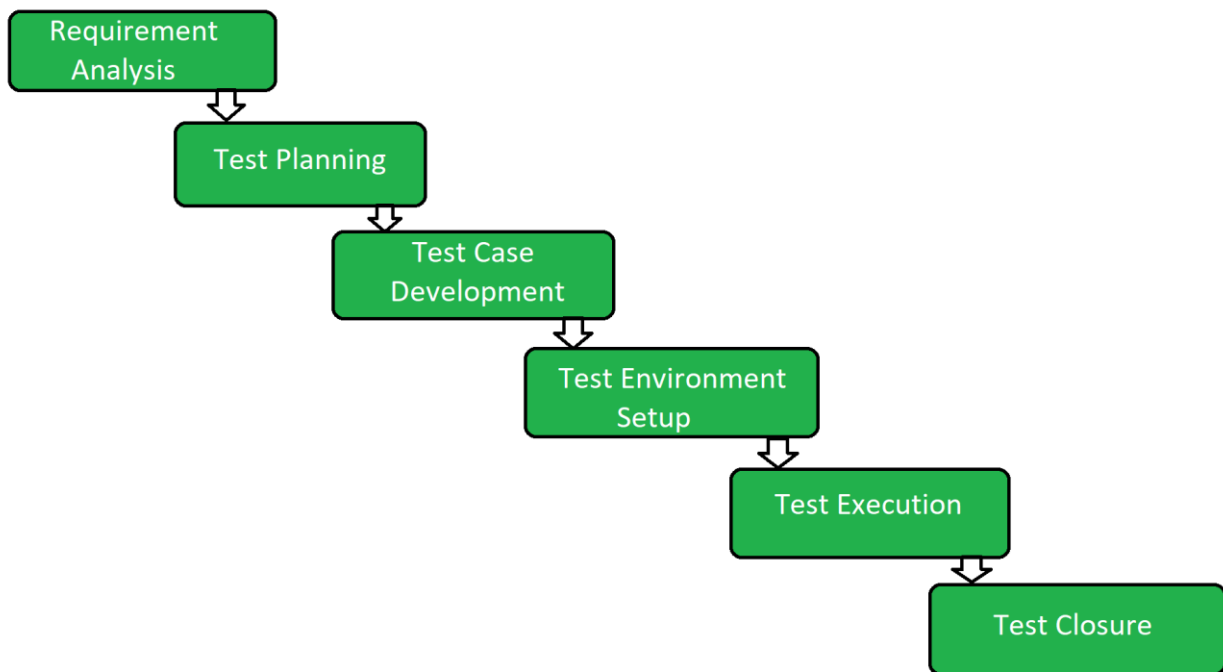 Requirement
Analysis
Test Planning
Test Case
Development
Test Environment
Setup
Test Execution
Test Closure